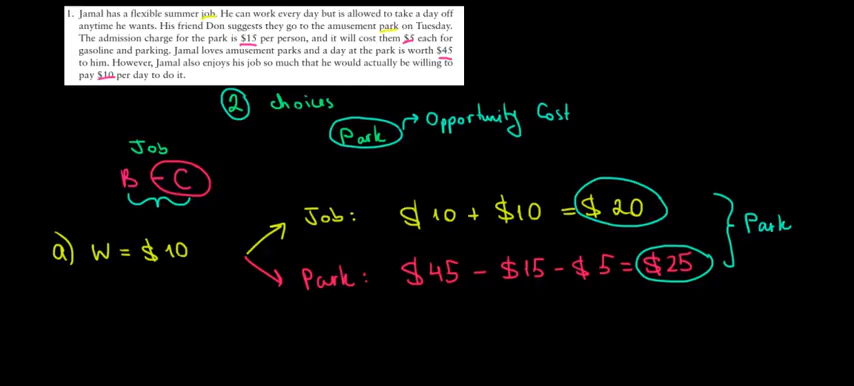 1. Jamal has a flexible summer job. He can work every day but is allowed to take a day off
anytime he wants. His friend Don suggests they go to the amusement park on Tuesday.
The admission charge for the park is $15 per person, and it will cost them $5 each for
gasoline and parking. Jamal loves amusement parks and a day at the park is worth $45
to him. However, Jamal also enjoys his job so much that he would actually be willing to
pay $10 per day to do it.
2 choices
Park → Opportunity Cost
Job
B - C
Job: $10 + $10 = $20
a) W = $10
Park
Park: $45 - $15 - $5 = $25